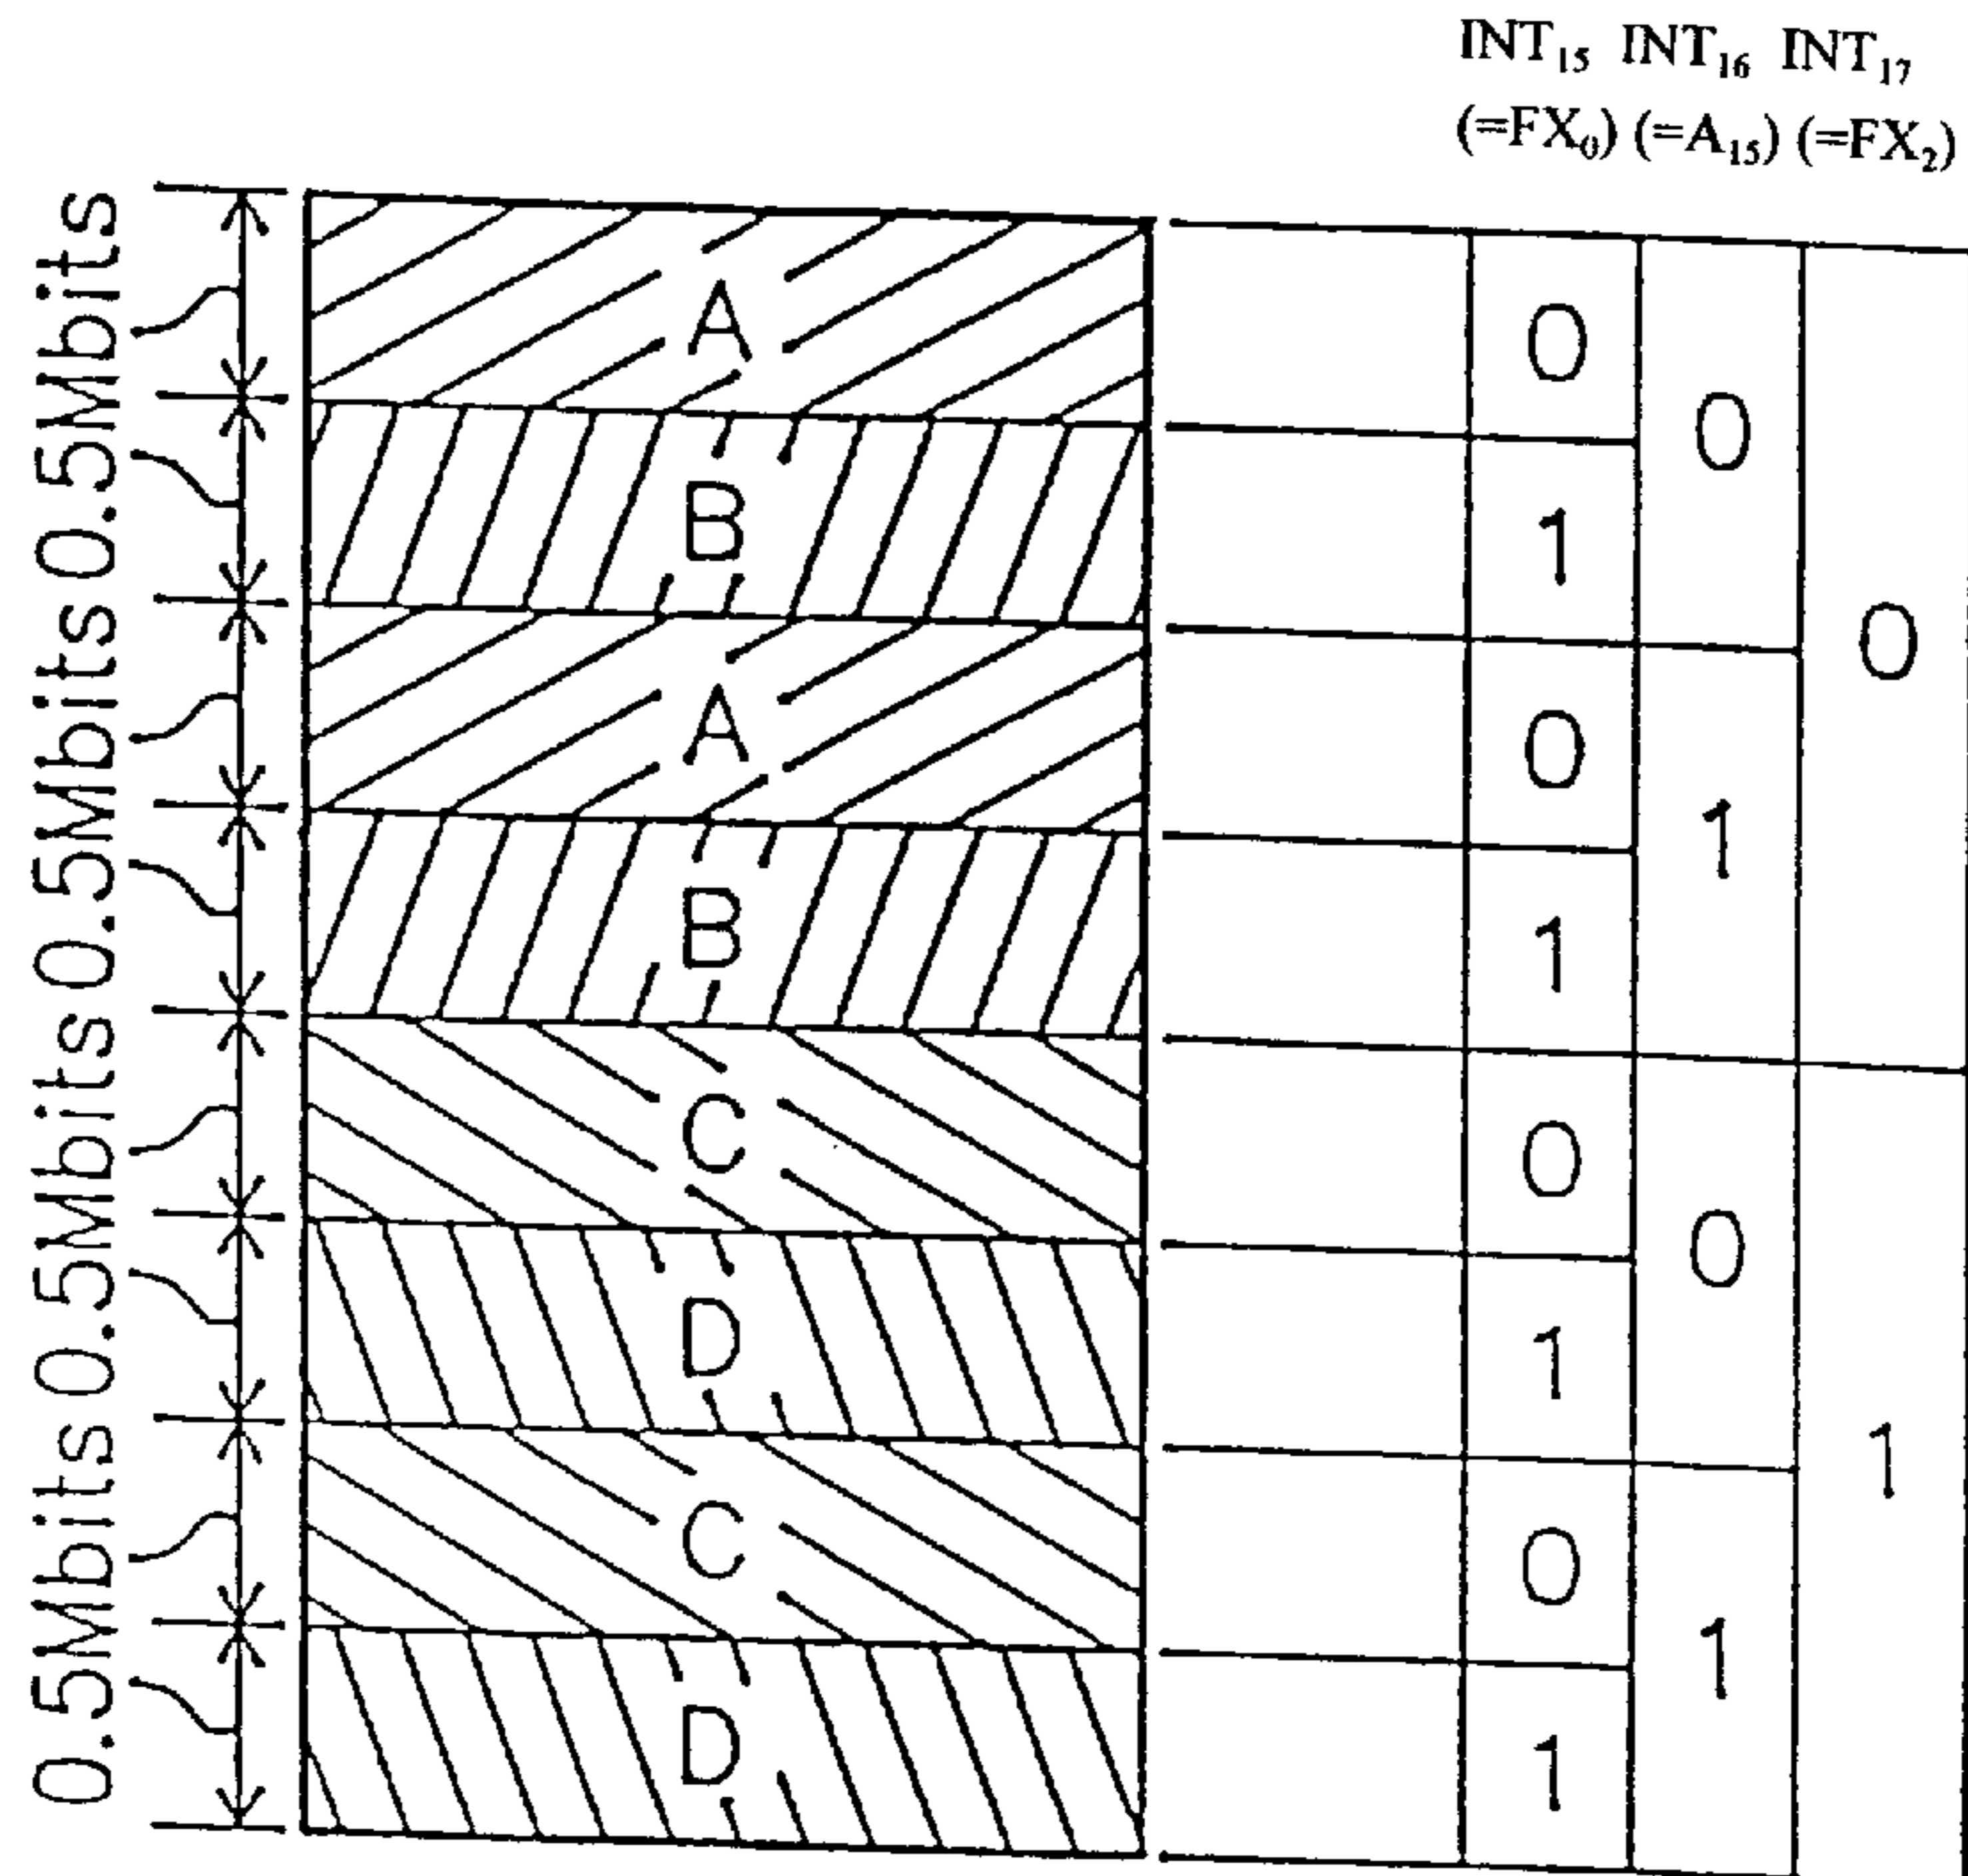 INT₁₅ INT₁₆ INT₁₇
(=FX₀) (=A₁₅) (=FX₂)
0.5Mbits 0.5Mbits 0.5Mbits 0.5Mbits 0.5Mbits 0.5Mbits 0.5Mbits 0.5Mbits
A
B
A
B
C
D
C
D
0
1
0
1
0
1
0
1
0
1
0
1
0
1